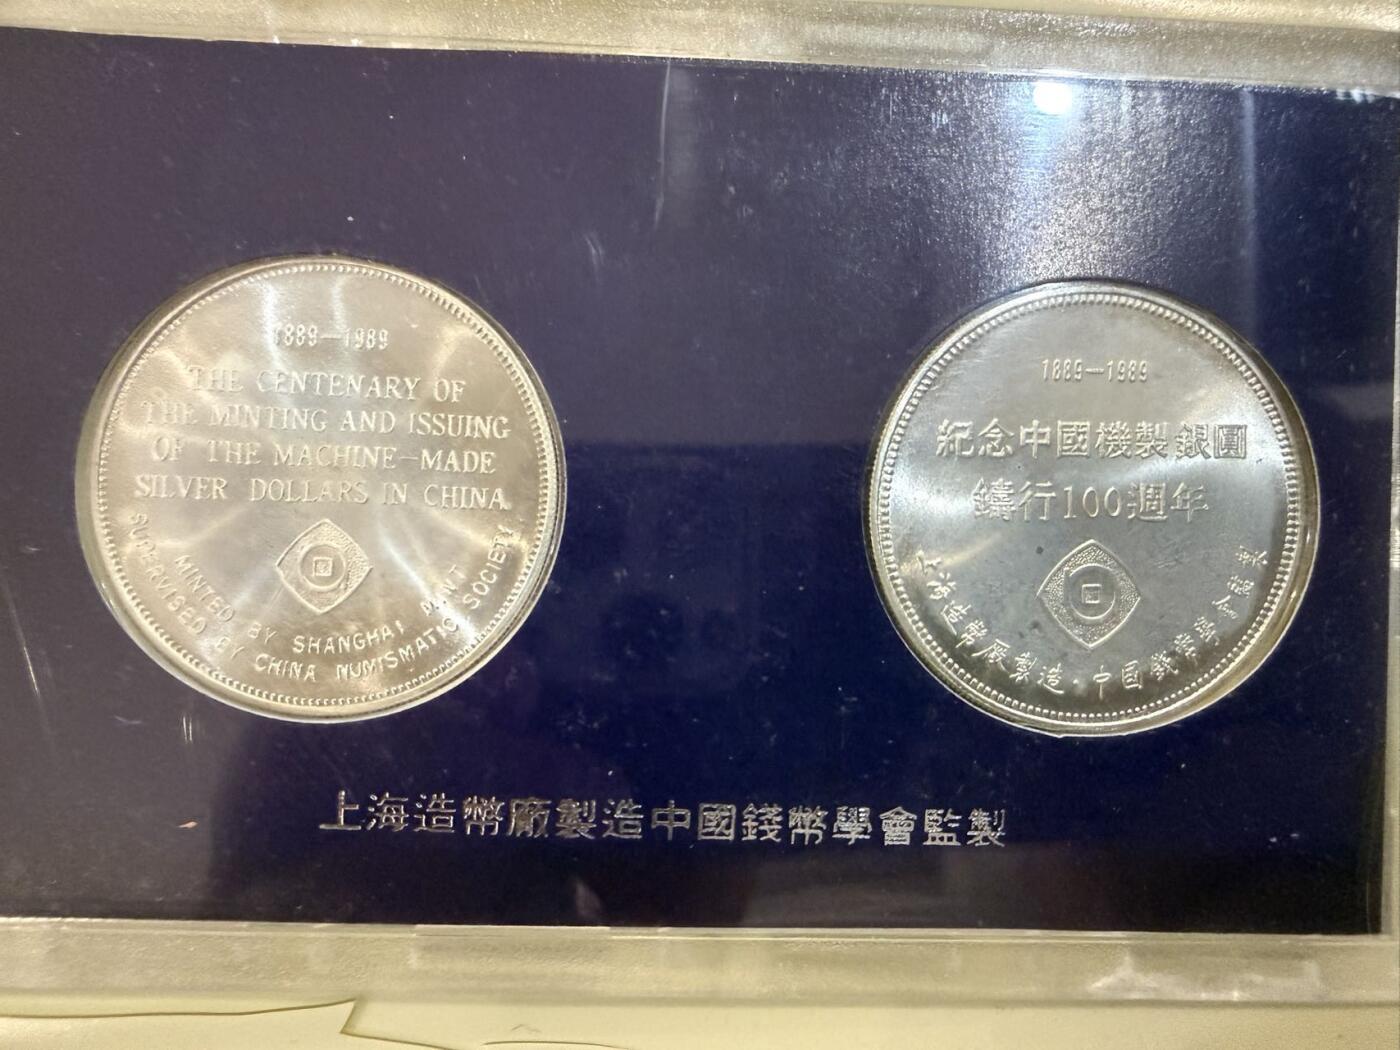 1889—1989
THE CENTENARY OF
THE MINTING AND ISSUING
OF THE MACHINE—MADE
SILVER DOLLARS IN CHINA
MINTED BY SHANGHAI MINT
SUPERVISED BY CHINA NUMISMATIC SOCIETY
1889—1989
紀念中國機製銀圓
鑄行100週年
上海造幣廠製造·中國錢幣學會監製
上海造幣廠製造中國錢幣學會監製